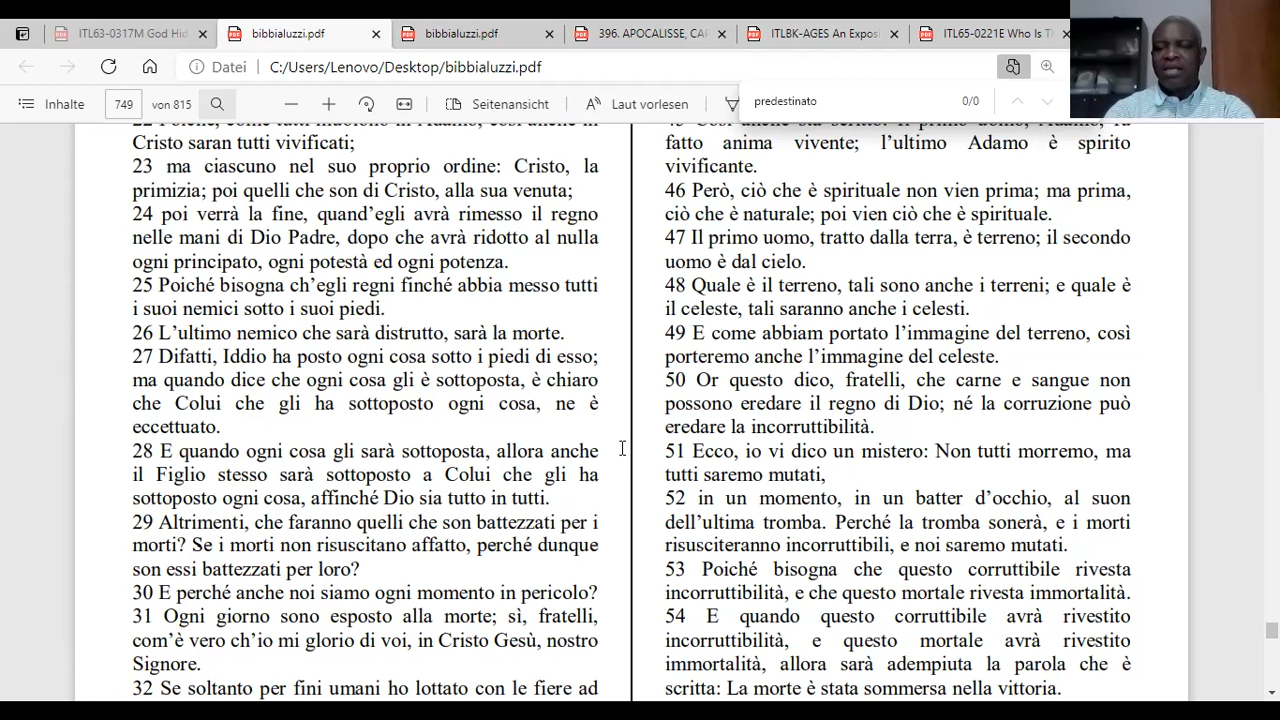 ITL63-0317M God Hid
bibbialuzzi.pdf
bibbialuzzi.pdf
396. APOCALISSE, CAP
ITLBK-AGES An Exposi
ITL65-0221E Who Is Th
Datei C:/Users/Lenovo/Desktop/bibbialuzzi.pdf
Inhalte 749 von 815 Seitenansicht Laut vorlesen predestinato 0/0
Cristo saran tutti vivificati;
23 ma ciascuno nel suo proprio ordine: Cristo, la
primizia; poi quelli che son di Cristo, alla sua venuta;
24 poi verrà la fine, quand’egli avrà rimesso il regno
nelle mani di Dio Padre, dopo che avrà ridotto al nulla
ogni principato, ogni potestà ed ogni potenza.
25 Poiché bisogna ch’egli regni finché abbia messo tutti
i suoi nemici sotto i suoi piedi.
26 L’ultimo nemico che sarà distrutto, sarà la morte.
27 Difatti, Iddio ha posto ogni cosa sotto i piedi di esso;
ma quando dice che ogni cosa gli è sottoposta, è chiaro
che Colui che gli ha sottoposto ogni cosa, ne è
eccettuato.
28 E quando ogni cosa gli sarà sottoposta, allora anche
il Figlio stesso sarà sottoposto a Colui che gli ha
sottoposto ogni cosa, affinché Dio sia tutto in tutti.
29 Altrimenti, che faranno quelli che son battezzati per i
morti? Se i morti non risuscitano affatto, perché dunque
son essi battezzati per loro?
30 E perché anche noi siamo ogni momento in pericolo?
31 Ogni giorno sono esposto alla morte; sì, fratelli,
com’è vero ch’io mi glorio di voi, in Cristo Gesù, nostro
Signore.
32 Se soltanto per fini umani ho lottato con le fiere ad
fatto anima vivente; l’ultimo Adamo è spirito
vivificante.
46 Però, ciò che è spirituale non vien prima; ma prima,
ciò che è naturale; poi vien ciò che è spirituale.
47 Il primo uomo, tratto dalla terra, è terreno; il secondo
uomo è dal cielo.
48 Quale è il terreno, tali sono anche i terreni; e quale è
il celeste, tali saranno anche i celesti.
49 E come abbiam portato l’immagine del terreno, così
porteremo anche l’immagine del celeste.
50 Or questo dico, fratelli, che carne e sangue non
possono eredare il regno di Dio; né la corruzione può
eredare la incorruttibilità.
51 Ecco, io vi dico un mistero: Non tutti morremo, ma
tutti saremo mutati,
52 in un momento, in un batter d’occhio, al suon
dell’ultima tromba. Perché la tromba sonerà, e i morti
risusciteranno incorruttibili, e noi saremo mutati.
53 Poiché bisogna che questo corruttibile rivesta
incorruttibilità, e che questo mortale rivesta immortalità.
54 E quando questo corruttibile avrà rivestito
incorruttibilità, e questo mortale avrà rivestito
immortalità, allora sarà adempiuta la parola che è
scritta: La morte è stata sommersa nella vittoria.